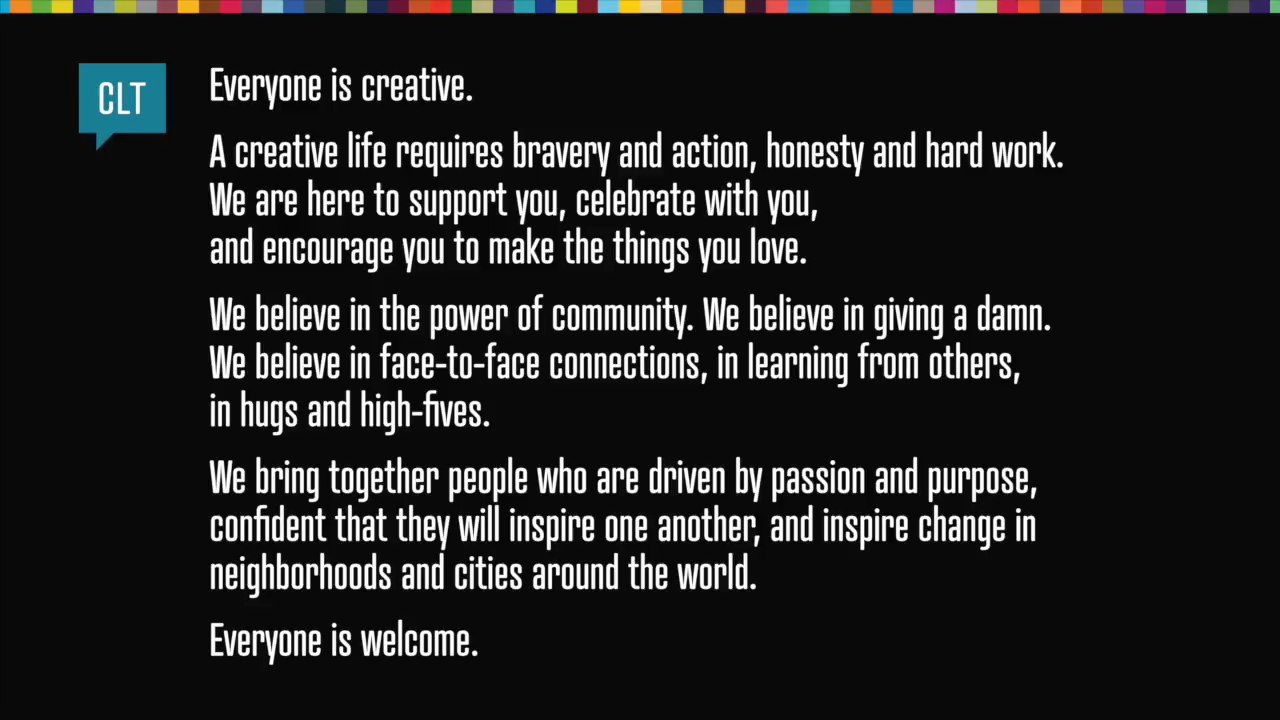 CLT
Everyone is creative.
A creative life requires bravery and action, honesty and hard work.
We are here to support you, celebrate with you,
and encourage you to make the things you love.
We believe in the power of community. We believe in giving a damn.
We believe in face-to-face connections, in learning from others,
in hugs and high-fives.
We bring together people who are driven by passion and purpose,
confident that they will inspire one another, and inspire change in
neighborhoods and cities around the world.
Everyone is welcome.